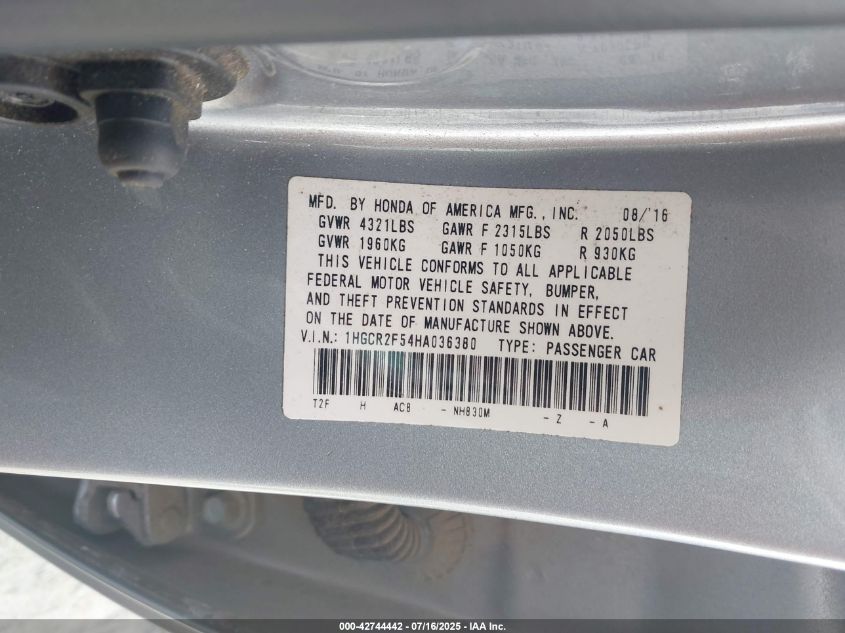 MFD. BY HONDA OF AMERICA MFG., INC. 08/'16
GVWR 4321LBS GAWR F 2315LBS R 2050LBS
GVWR 1960KG GAWR F 1050KG R 930KG
THIS VEHICLE CONFORMS TO ALL APPLICABLE
FEDERAL MOTOR VEHICLE SAFETY, BUMPER,
AND THEFT PREVENTION STANDARDS IN EFFECT
ON THE DATE OF MANUFACTURE SHOWN ABOVE.
V.I.N.: 1HGCR2F54HA036380 TYPE: PASSENGER CAR
T2F H AC8 - NH830M - Z - A
000-42744442 - 07/16/2025 - IAA Inc.